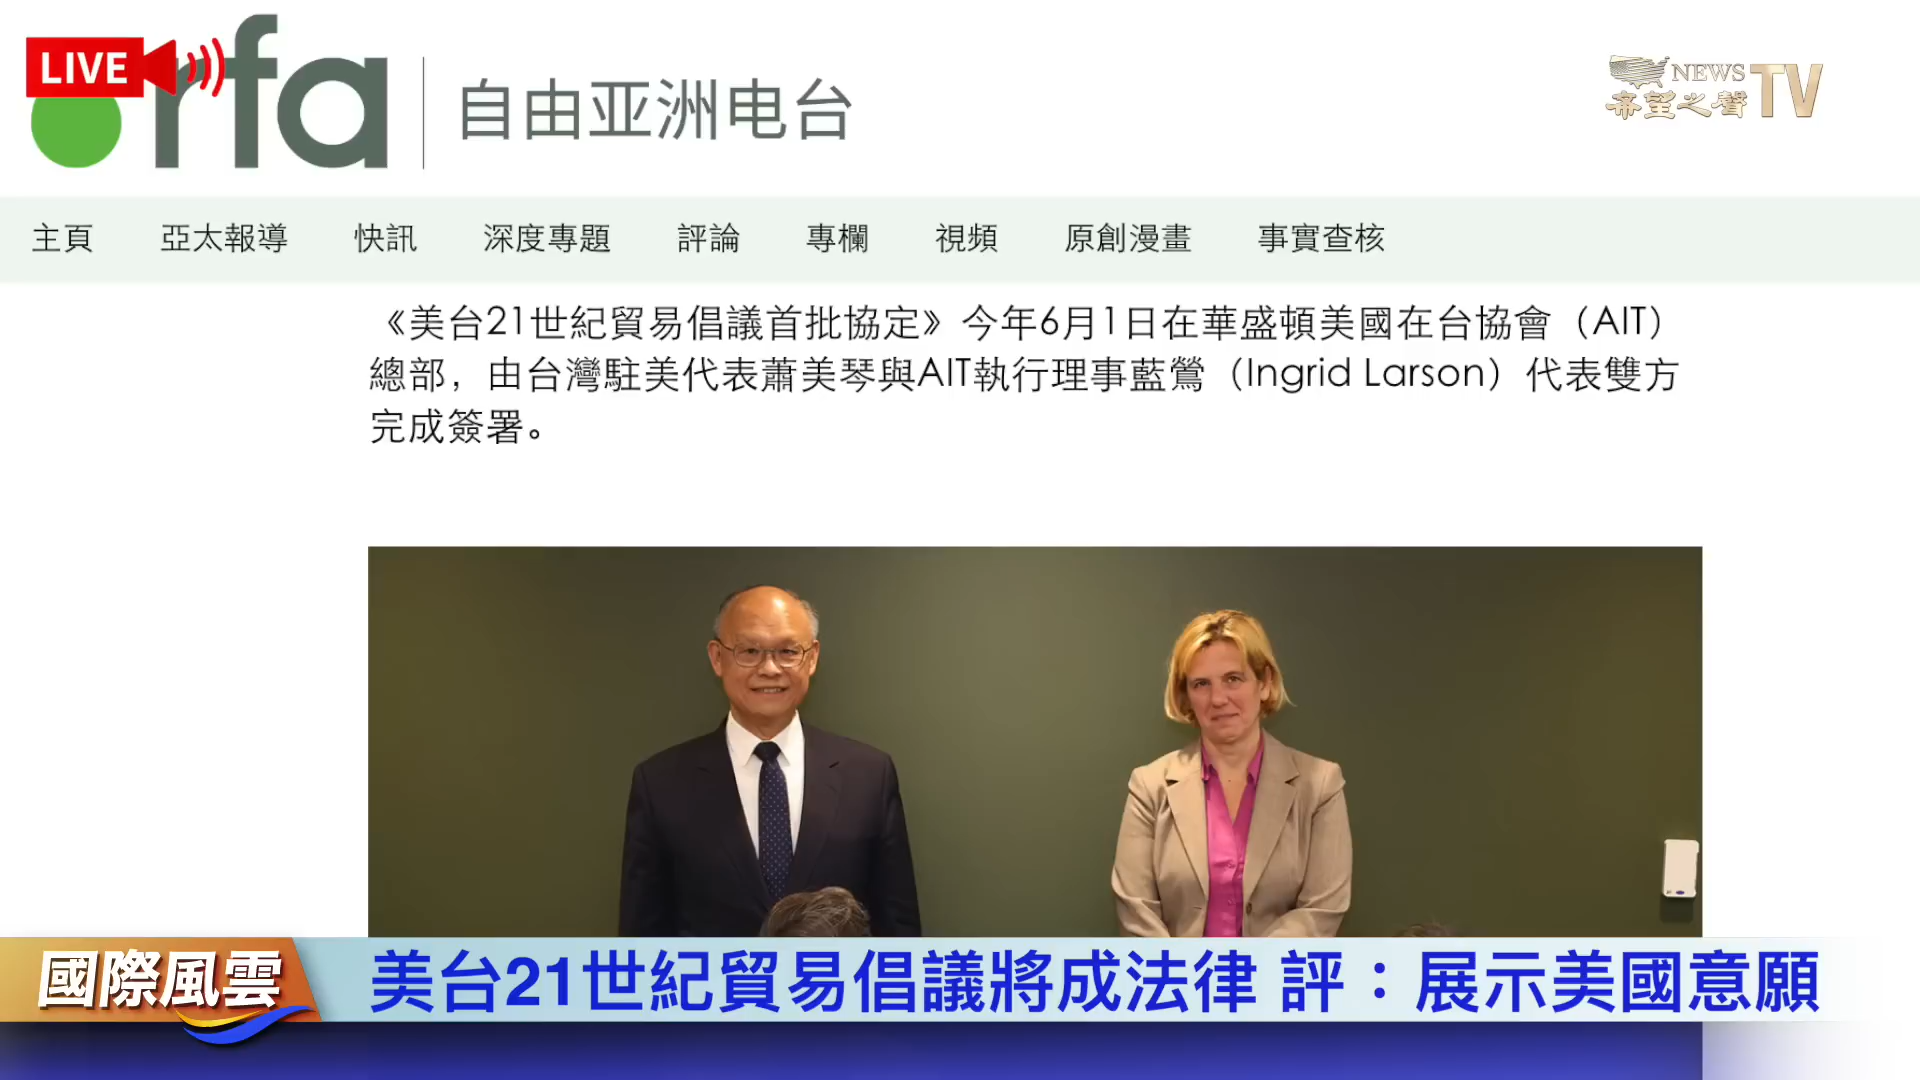 LIVE
rfa
自由亚洲电台
NEWS
希望之聲TV
主頁 亞太報導 快訊 深度專題 評論 專欄 視頻 原創漫畫 事實查核
《美台21世紀貿易倡議首批協定》今年6月1日在華盛頓美國在台協會（AIT）
總部，由台灣駐美代表蕭美琴與AIT執行理事藍鶯（Ingrid Larson）代表雙方
完成簽署。
國際風雲
美台21世紀貿易倡議將成法律 評：展示美國意願